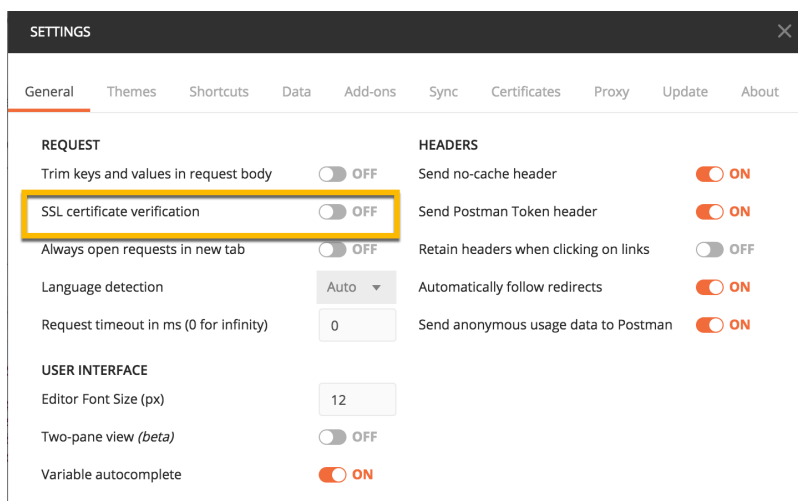 SETTINGS
General Themes Shortcuts Data Add-ons Sync Certificates Proxy Update About
REQUEST
Trim keys and values in request body OFF
SSL certificate verification OFF
Always open requests in new tab OFF
Language detection Auto
Request timeout in ms (0 for infinity) 0
USER INTERFACE
Editor Font Size (px) 12
Two-pane view (beta) OFF
Variable autocomplete ON
HEADERS
Send no-cache header ON
Send Postman Token header ON
Retain headers when clicking on links OFF
Automatically follow redirects ON
Send anonymous usage data to Postman ON